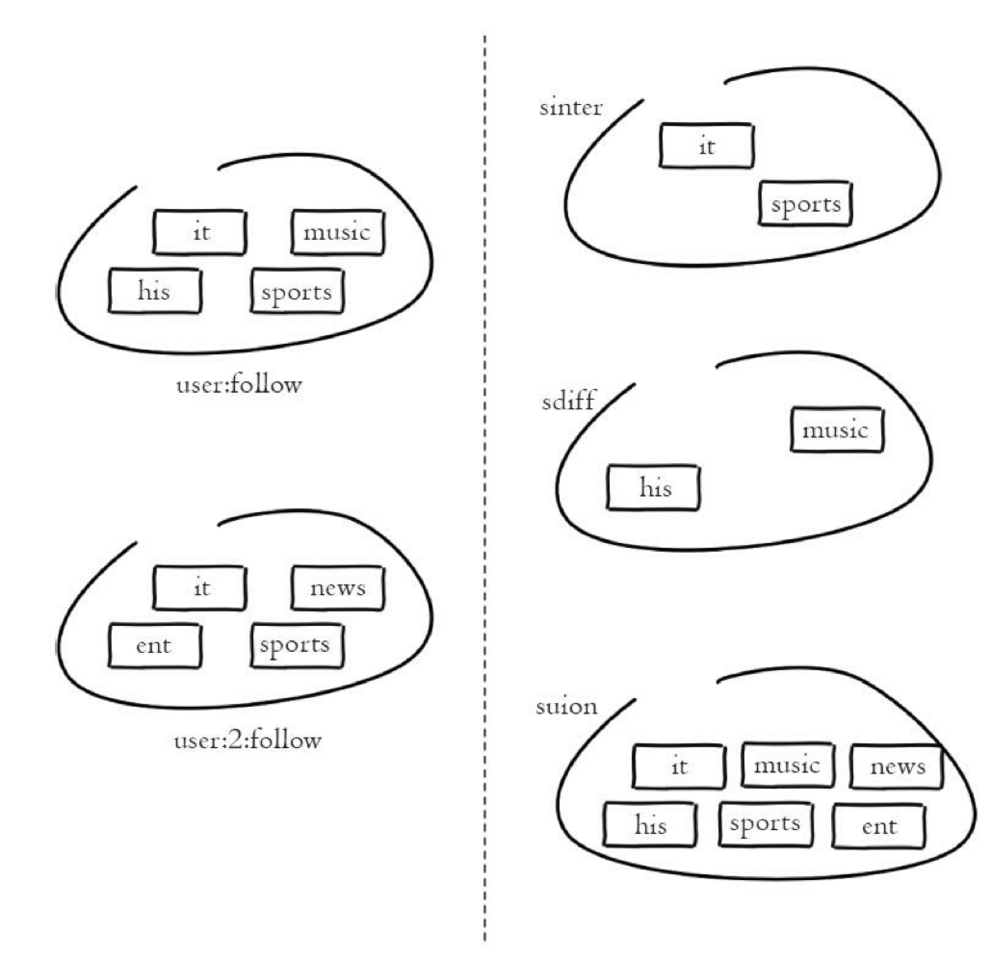 it
music
his
sports
user:follow
it
news
ent
sports
user:2:follow
sinter
it
sports
sdiff
music
his
suion
it
music
news
his
sports
ent